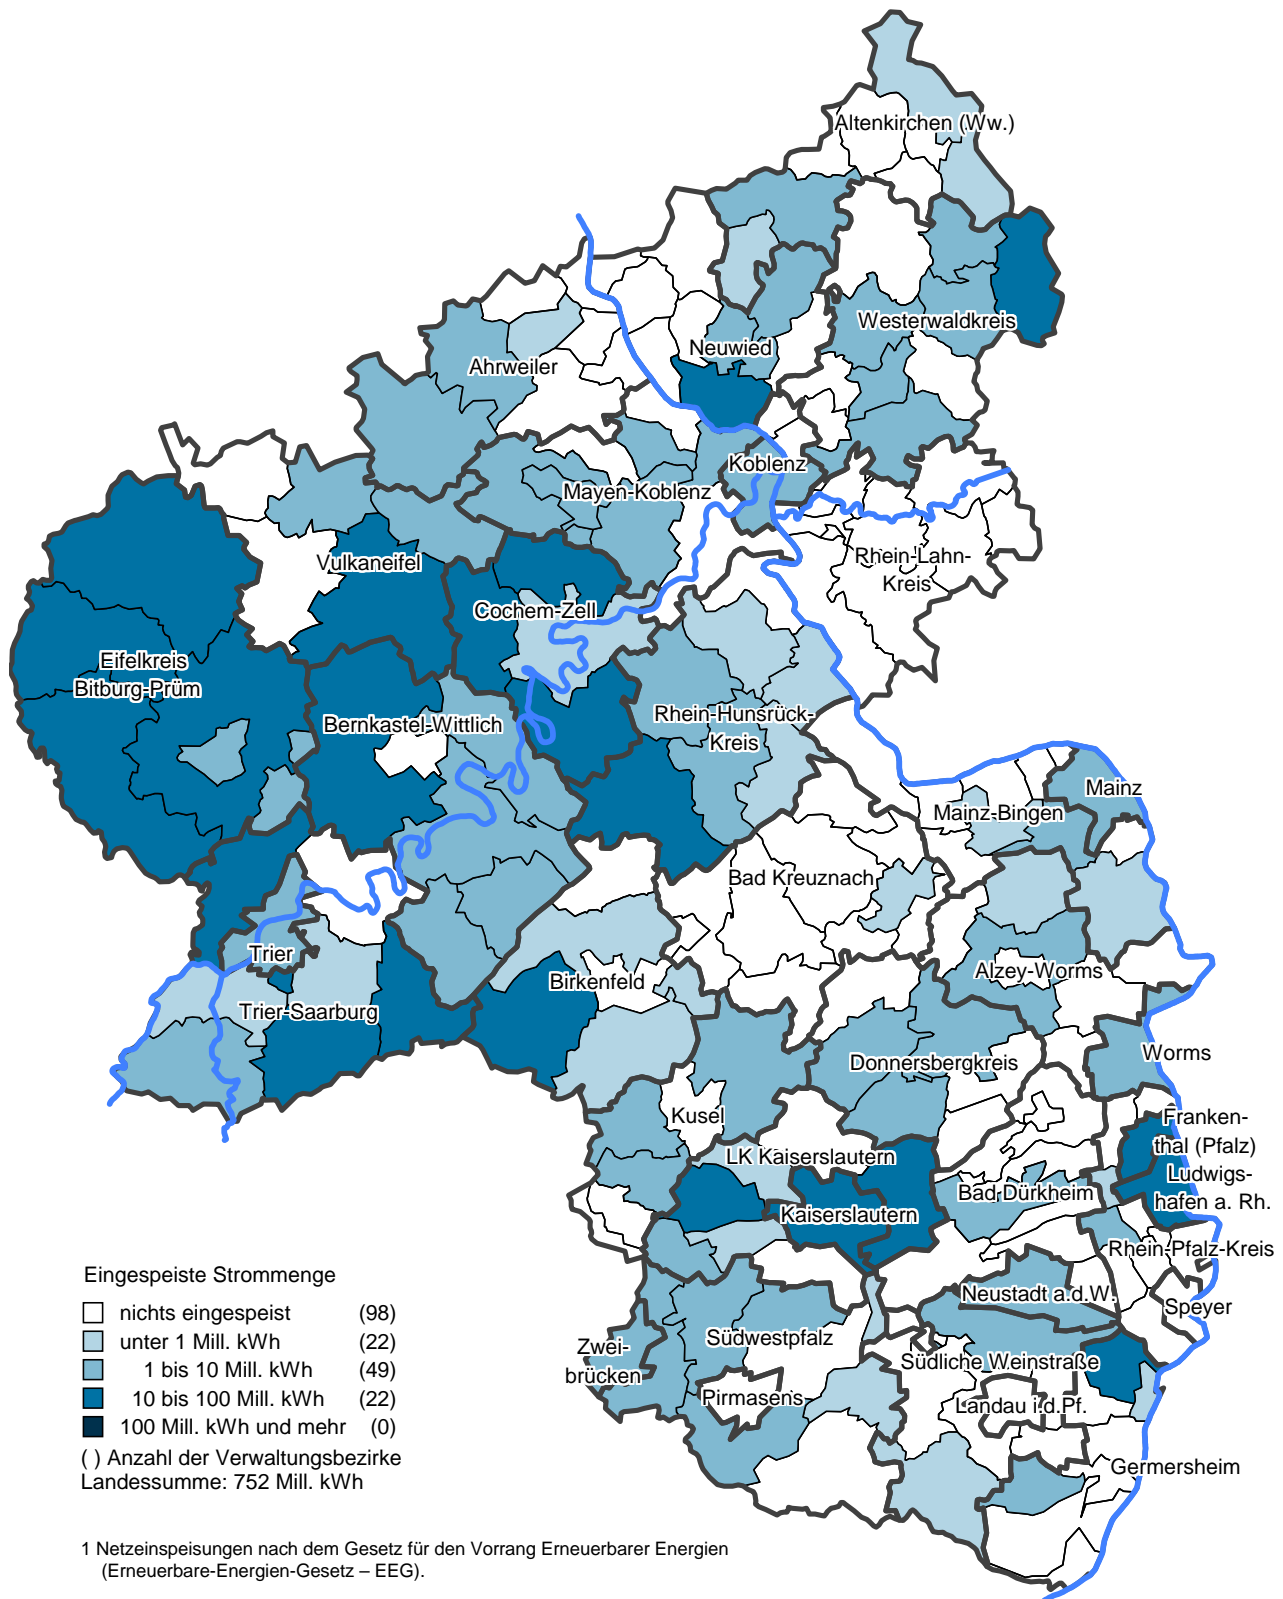 Altenkirchen (Ww.)
Westerwaldkreis
Neuwied
Ahrweiler
Koblenz
Mayen-Koblenz
Rhein-Lahn-
Kreis
Vulkaneifel
Cochem-Zell
Eifelkreis
Bitburg-Prüm
Rhein-Hunsrück-
Kreis
Bernkastel-Wittlich
Mainz
Mainz-Bingen
Bad Kreuznach
Trier
Alzey-Worms
Birkenfeld
Trier-Saarburg
Worms
Donnersbergkreis
Kusel
Franken-
thal (Pfalz)
LK Kaiserslautern
Ludwigs-
hafen a. Rh.
Bad Dürkheim
Kaiserslautern
Rhein-Pfalz-Kreis
Neustadt a.d.W.
Speyer
Südwestpfalz
Zwei-
brücken
Südliche Weinstraße
Pirmasens
Landau i.d.Pf.
Germersheim
Eingespeiste Strommenge
nichts eingespeist (98)
unter 1 Mill. kWh (22)
1 bis 10 Mill. kWh (49)
10 bis 100 Mill. kWh (22)
100 Mill. kWh und mehr (0)
( ) Anzahl der Verwaltungsbezirke
Landessumme: 752 Mill. kWh
1 Netzeinspeisungen nach dem Gesetz für den Vorrang Erneuerbarer Energien
(Erneuerbare-Energien-Gesetz – EEG).